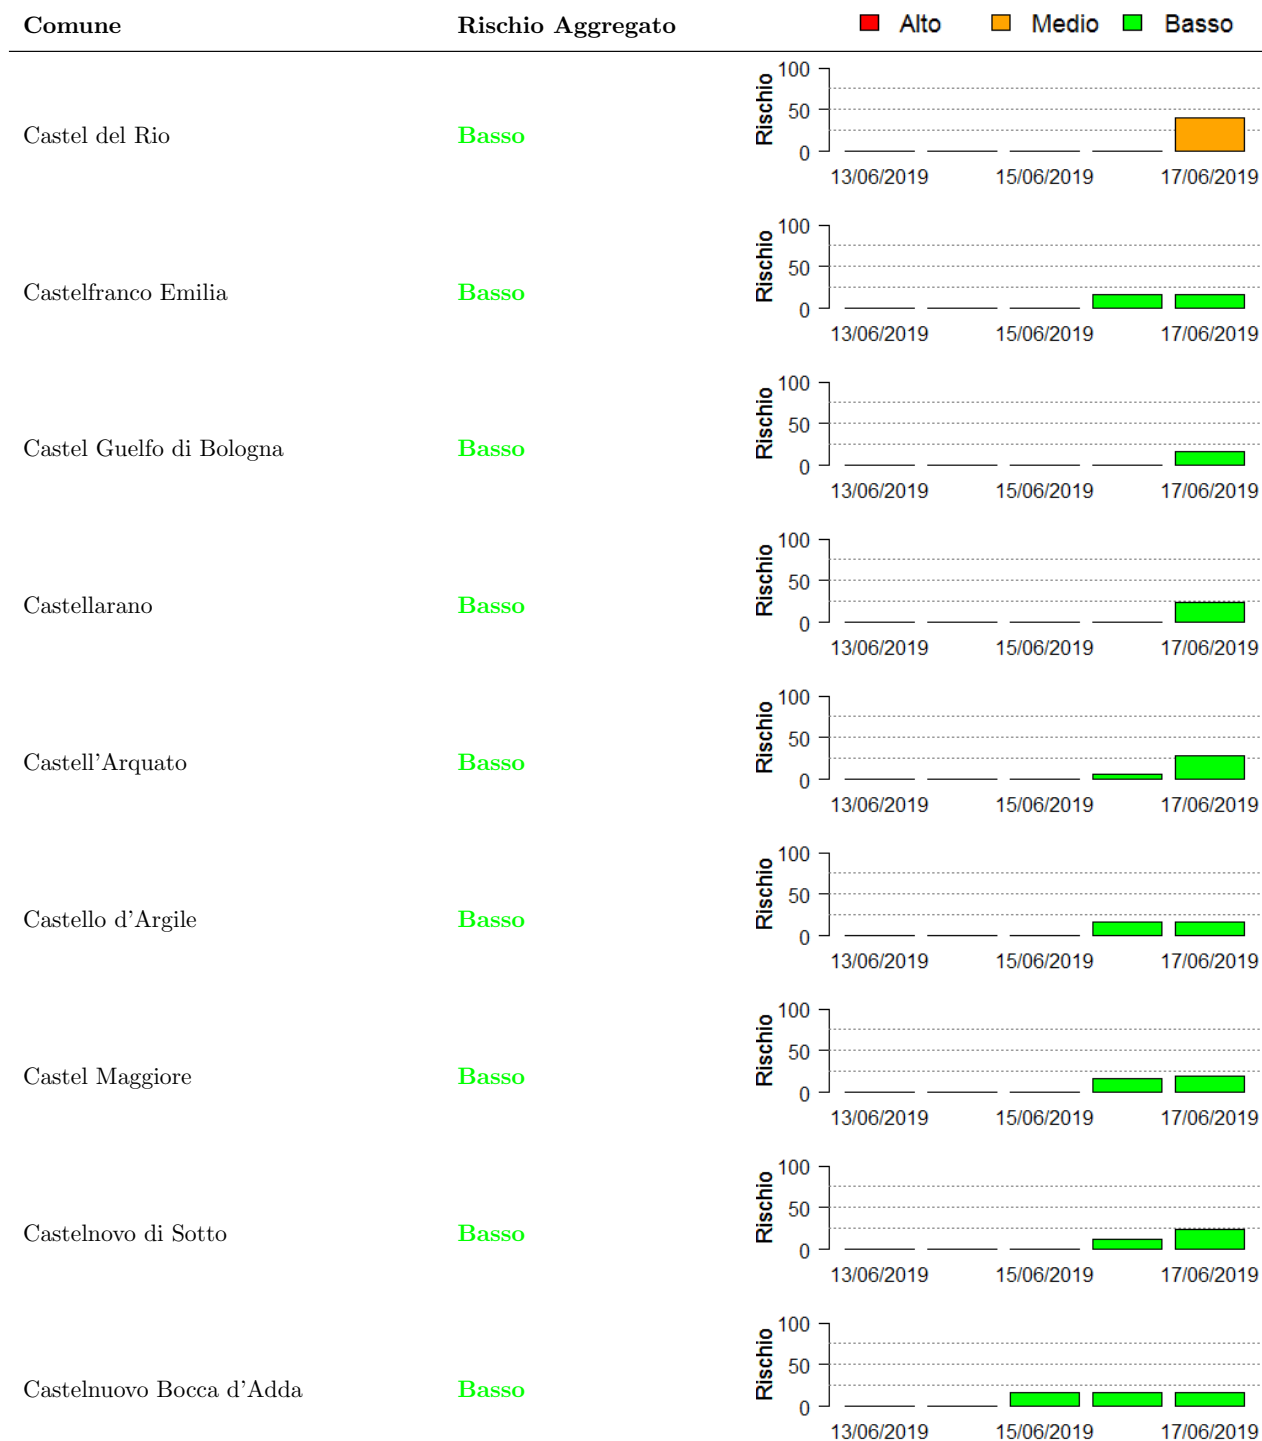 Comune Rischio Aggregato Alto Medio Basso
Castel del Rio Basso
Rischio
100
50
0
13/06/2019 15/06/2019 17/06/2019
Castelfranco Emilia Basso
Rischio
100
50
0
13/06/2019 15/06/2019 17/06/2019
Castel Guelfo di Bologna Basso
Rischio
100
50
0
13/06/2019 15/06/2019 17/06/2019
Castellarano Basso
Rischio
100
50
0
13/06/2019 15/06/2019 17/06/2019
Castell'Arquato Basso
Rischio
100
50
0
13/06/2019 15/06/2019 17/06/2019
Castello d'Argile Basso
Rischio
100
50
0
13/06/2019 15/06/2019 17/06/2019
Castel Maggiore Basso
Rischio
100
50
0
13/06/2019 15/06/2019 17/06/2019
Castelnovo di Sotto Basso
Rischio
100
50
0
13/06/2019 15/06/2019 17/06/2019
Castelnuovo Bocca d'Adda Basso
Rischio
100
50
0
13/06/2019 15/06/2019 17/06/2019